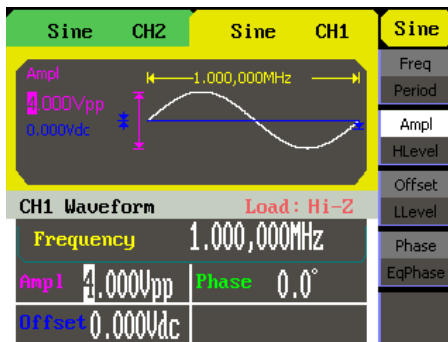 Sine CH2 Sine CH1 Sine
Ampl
1.000,000MHz
4.000Vpp
0.000Vdc
CH1 Waveform Load: Hi-Z
Frequency 1.000,000MHz
Ampl 4.000Vpp Phase 0.0°
Offset 0.000Vdc
Freq
Period
Ampl
HLevel
Offset
LLevel
Phase
EqPhase